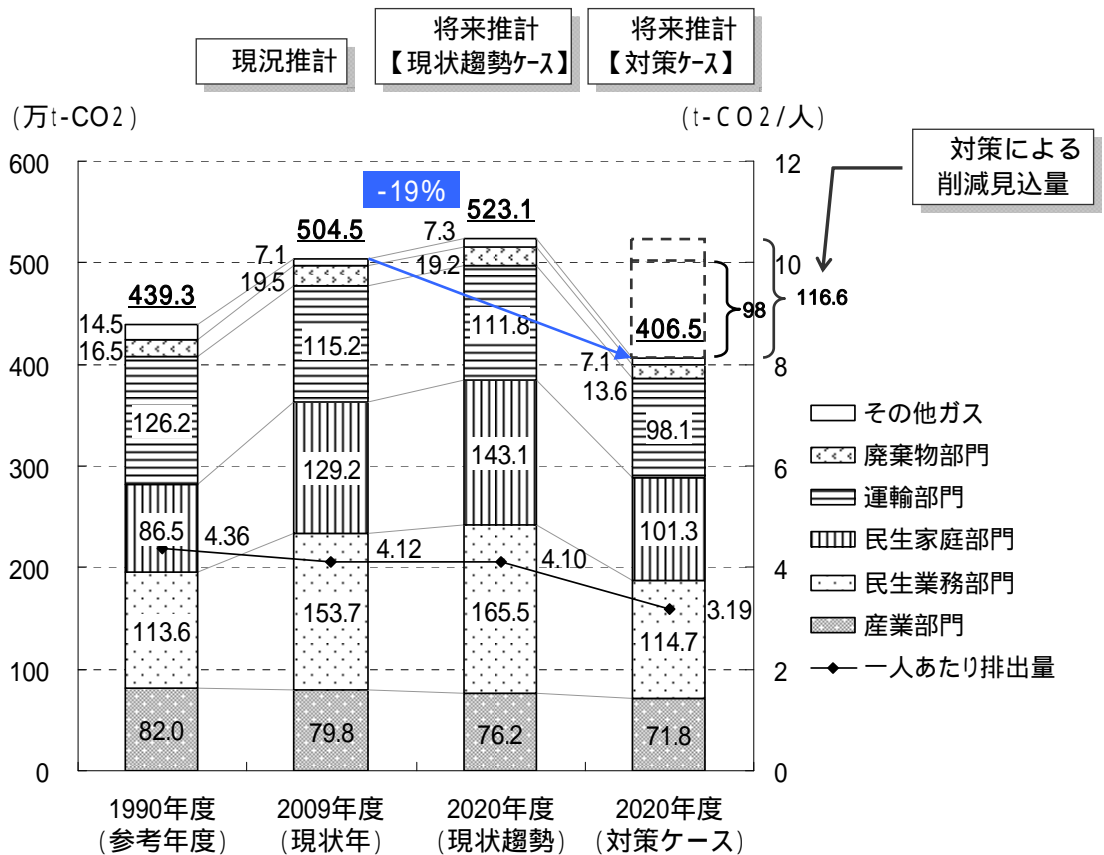 現況推計
将来推計
【現状趨勢ケース】
将来推計
【対策ケース】
(万t-CO2)
(t-CO2/人)
対策による
削減見込量
600
500
400
300
200
100
0
12
10
8
6
4
2
0
-19%
439.3
14.5
16.5
126.2
86.5
113.6
82.0
504.5
7.1
19.5
115.2
129.2
153.7
79.8
523.1
7.3
19.2
111.8
143.1
165.5
76.2
406.5
7.1
13.6
98.1
101.3
114.7
71.8
98
116.6
4.36
4.12
4.10
3.19
その他ガス
廃棄物部門
運輸部門
民生家庭部門
民生業務部門
産業部門
一人あたり排出量
1990年度
(参考年度)
2009年度
(現状年)
2020年度
(現状趨勢)
2020年度
(対策ケース)